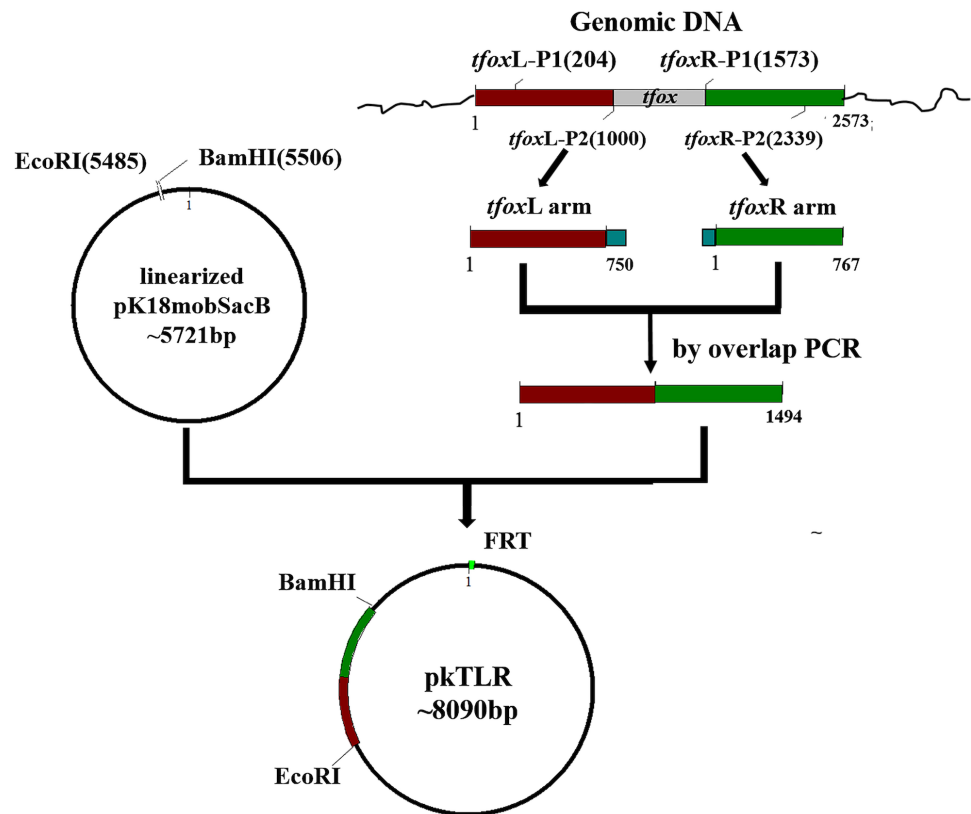 Genomic DNA
tfoxL-P1(204)
tfoxR-P1(1573)
tfox
1
2573;
tfoxL-P2(1000)
tfoxR-P2(2339)
EcoRI(5485)
BamHI(5506)
1
linearized
pK18mobSacB
~5721bp
tfoxL arm
tfoxR arm
1
750
1
767
by overlap PCR
1
1494
~
FRT
1
BamHI
pkTLR
~8090bp
EcoRI